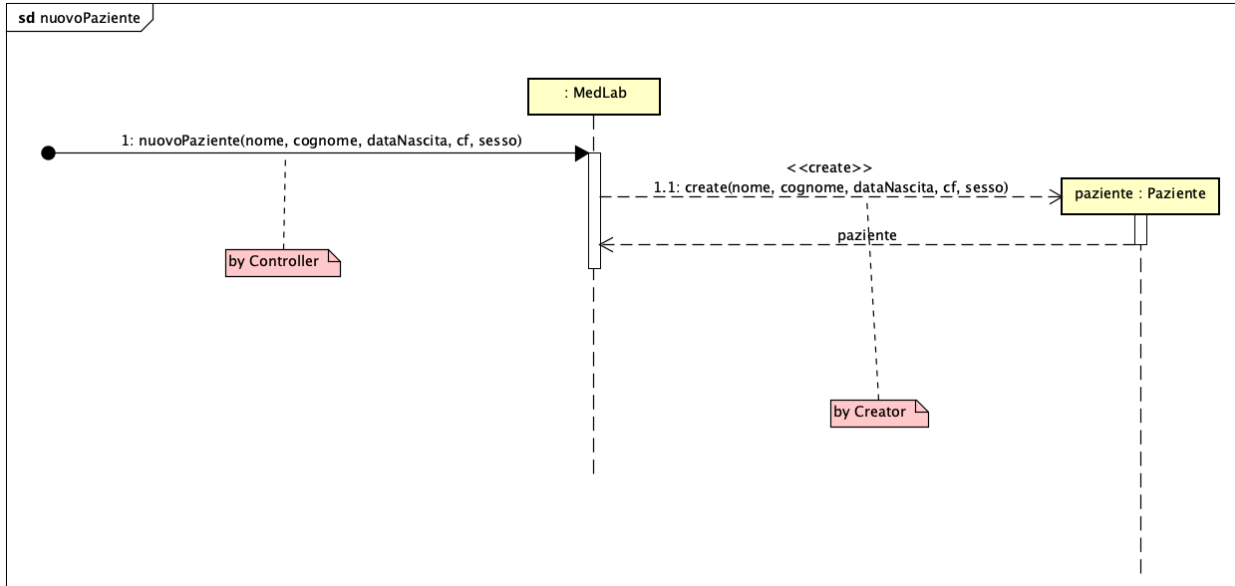 sd nuovoPaziente
: MedLab
1: nuovoPaziente(nome, cognome, dataNascita, cf, sesso)
<<create>>
1.1: create(nome, cognome, dataNascita, cf, sesso)
paziente : Paziente
paziente
by Controller
by Creator